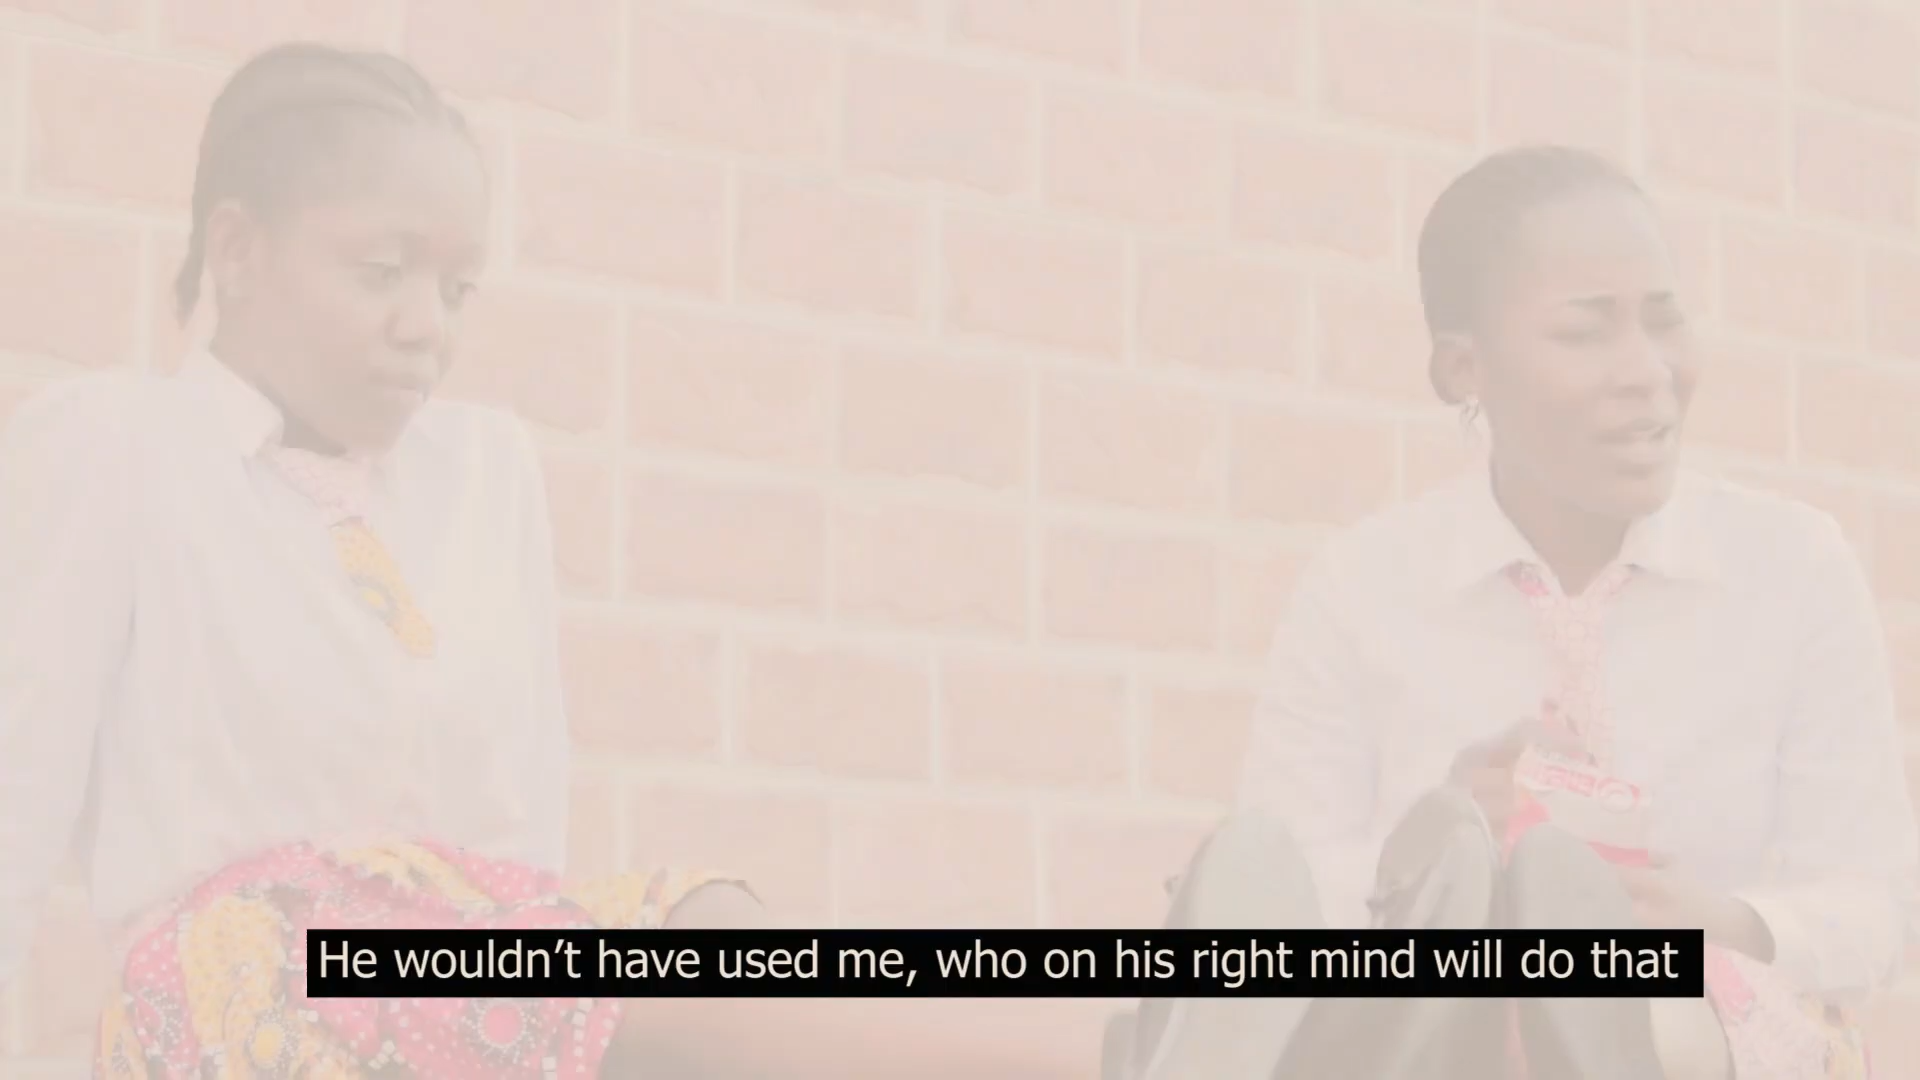 He wouldn’t have used me, who on his right mind will do that